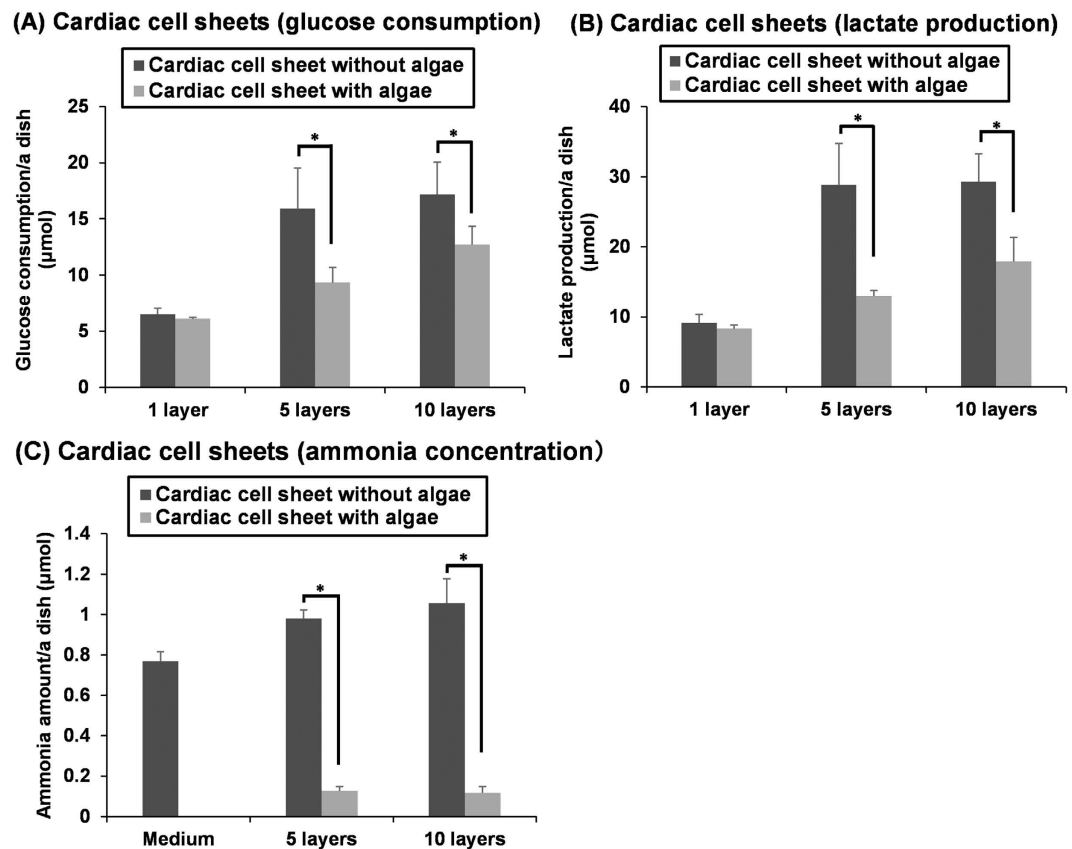 (A) Cardiac cell sheets (glucose consumption)
Cardiac cell sheet without algae
Cardiac cell sheet with algae
Glucose consumption/a dish
(µmol)
25
20
15
10
5
0
*
*
1 layer
5 layers
10 layers
(B) Cardiac cell sheets (lactate production)
Cardiac cell sheet without algae
Cardiac cell sheet with algae
Lactate production/a dish
(µmol)
40
30
20
10
0
*
*
1 layer
5 layers
10 layers
(C) Cardiac cell sheets (ammonia concentration）
Cardiac cell sheet without algae
Cardiac cell sheet with algae
Ammonia amount/a dish (µmol)
1.4
1.2
1
0.8
0.6
0.4
0.2
0
*
*
Medium
5 layers
10 layers